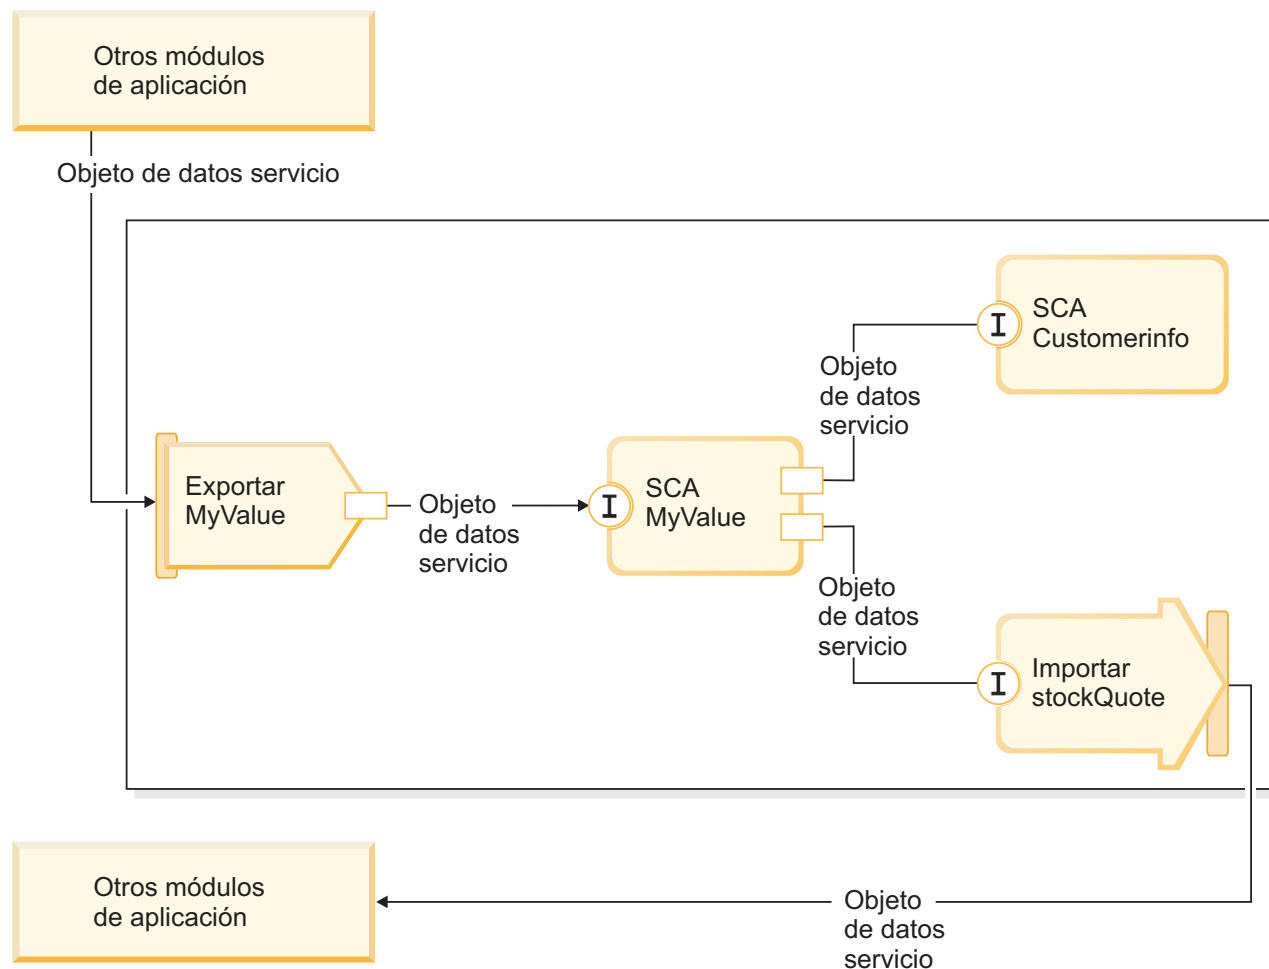 Otros módulos
de aplicación
Objeto de datos servicio
SCA
Customerinfo
Objeto
de datos
servicio
Exportar
MyValue
Objeto
de datos
servicio
SCA
MyValue
Objeto
de datos
servicio
Importar
stockQuote
Otros módulos
de aplicación
Objeto
de datos
servicio